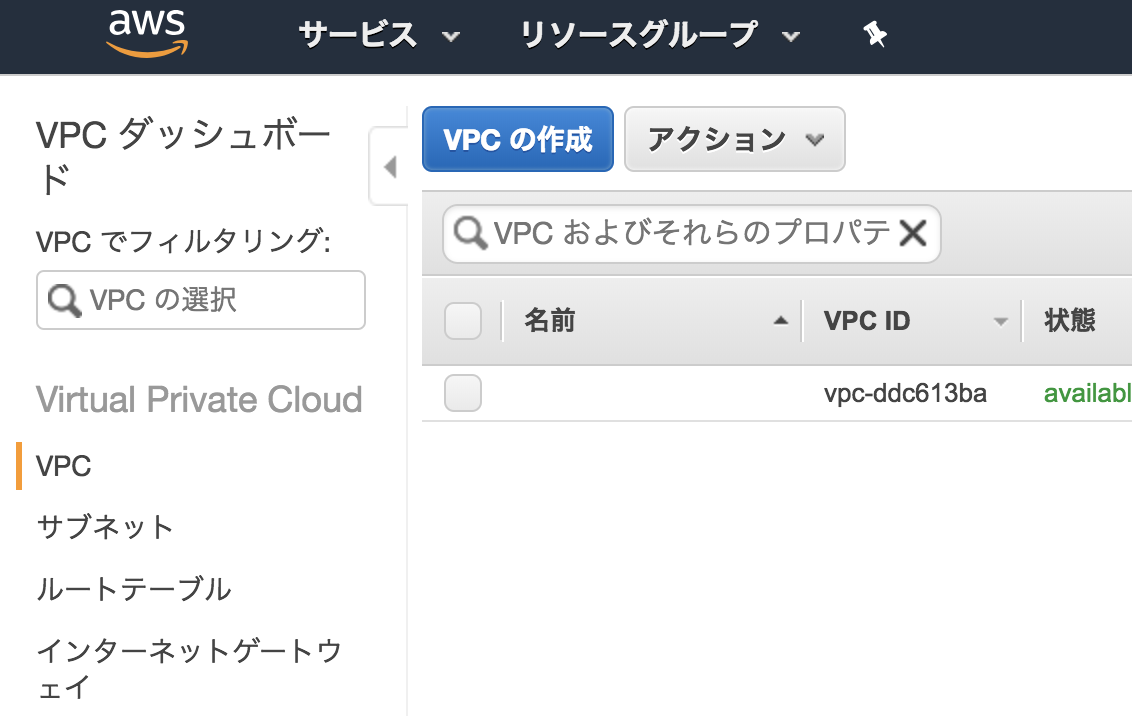 aws サービス リソースグループ
VPC ダッシュボー
ド
VPC でフィルタリング:
VPC の選択
Virtual Private Cloud
VPC
サブネット
ルートテーブル
インターネットゲートウ
ェイ
VPC の作成 アクション
VPC およびそれらのプロパテ
名前 VPC ID 状態
vpc-ddc613ba availabl